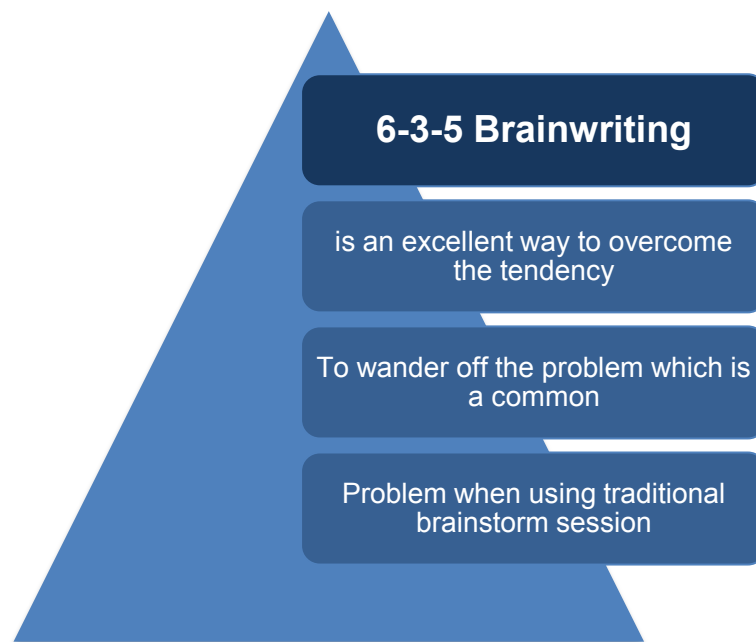 6-3-5 Brainwriting
is an excellent way to overcome
the tendency
To wander off the problem which is
a common
Problem when using traditional
brainstorm session